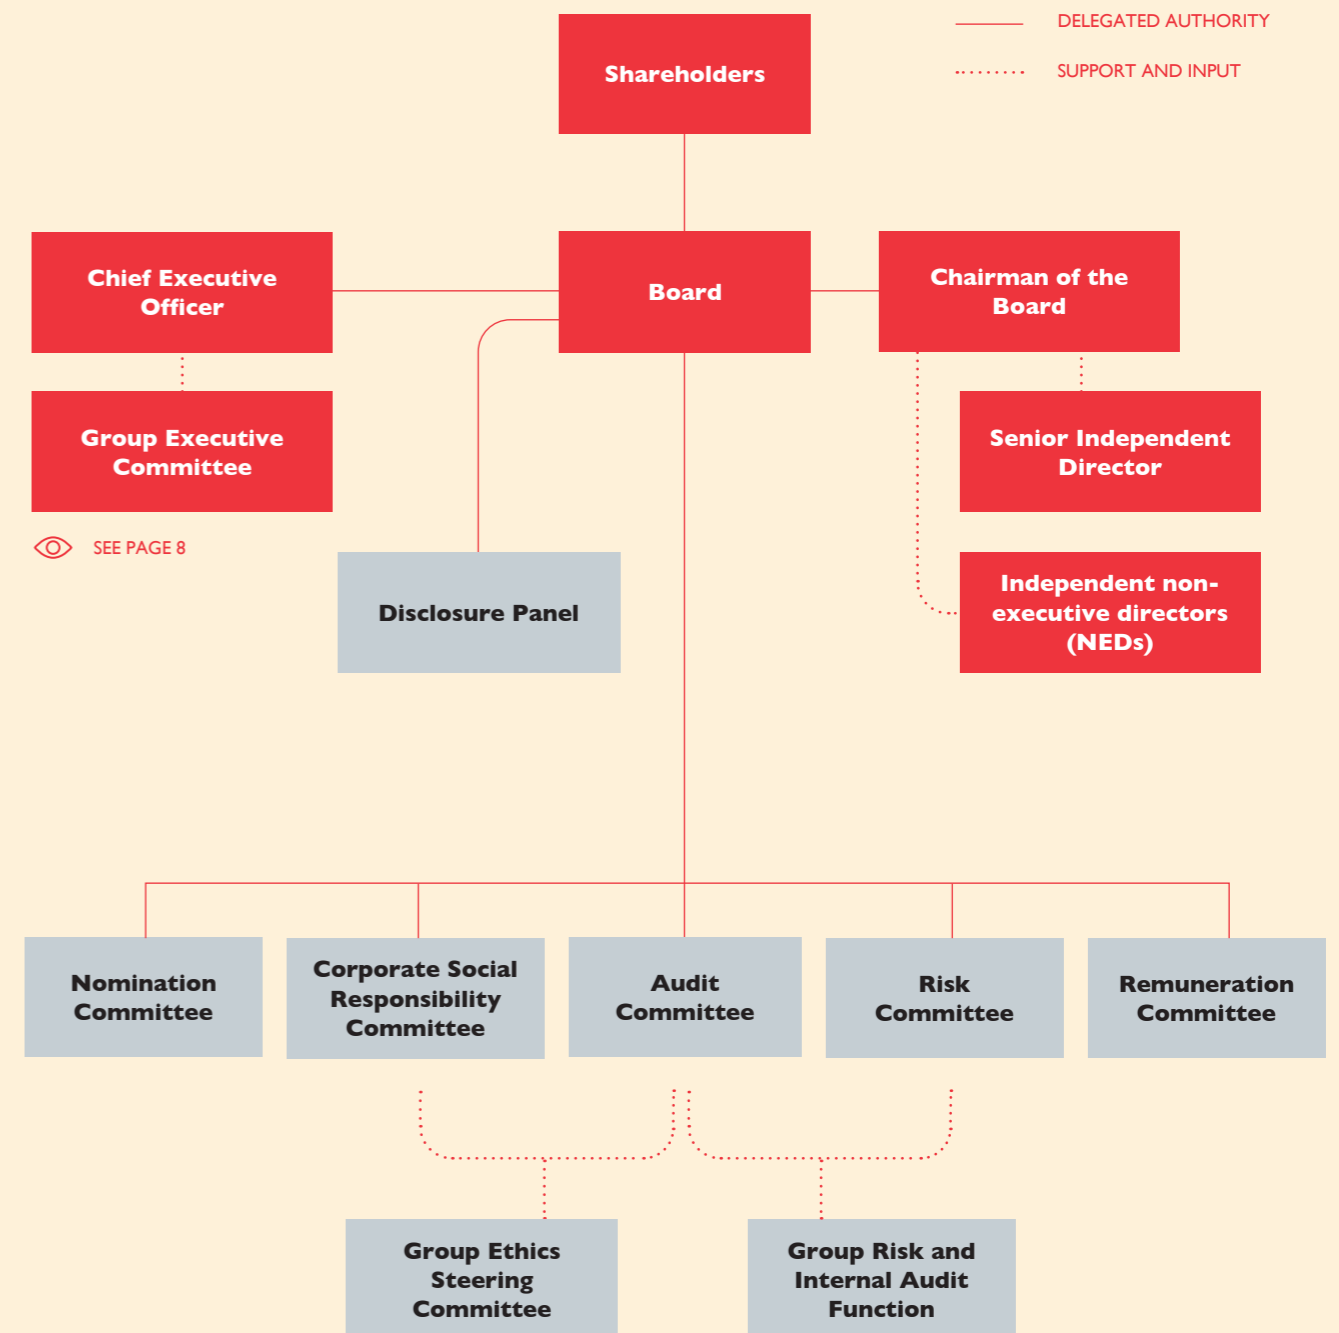 DELEGATED AUTHORITY
SUPPORT AND INPUT
Shareholders
Chief Executive
Officer
Board
Chairman of the
Board
Group Executive
Committee
Senior Independent
Director
SEE PAGE 8
Disclosure Panel
Independent non-
executive directors
(NEDs)
Nomination
Committee
Corporate Social
Responsibility
Committee
Audit
Committee
Risk
Committee
Remuneration
Committee
Group Ethics
Steering
Committee
Group Risk and
Internal Audit
Function